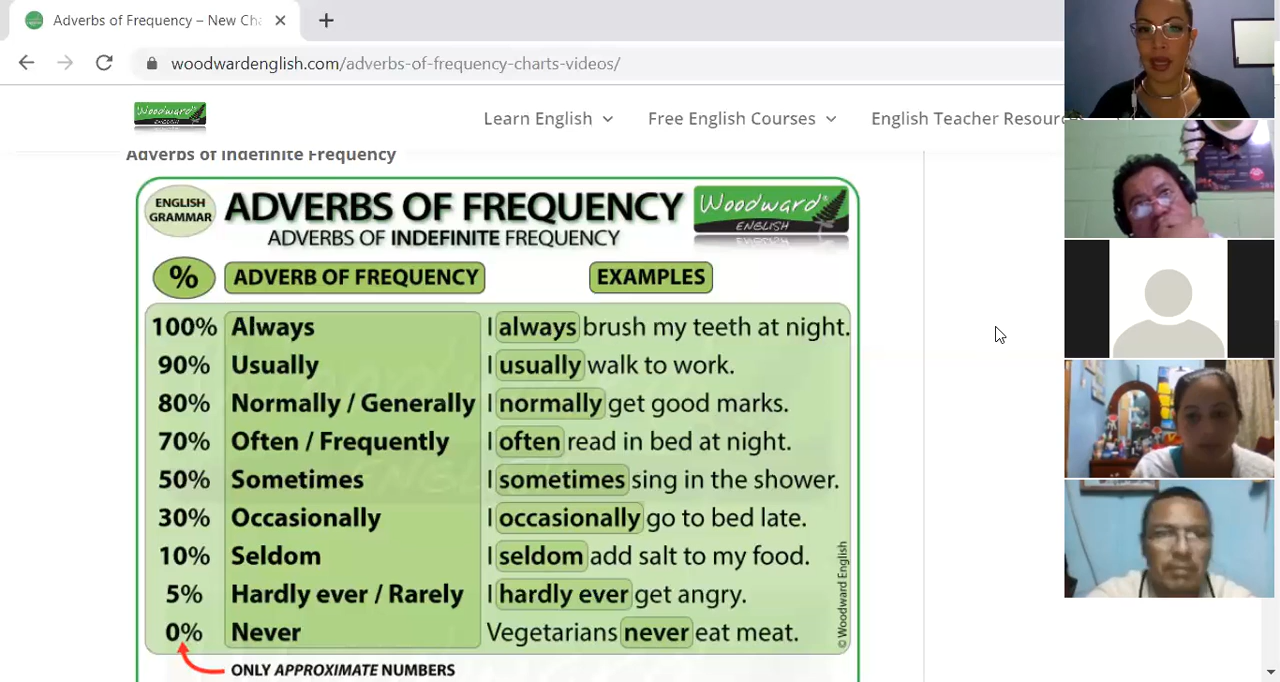 Adverbs of Frequency – New Cha
woodwardenglish.com/adverbs-of-frequency-charts-videos/
Woodward
ENGLISH
Learn English
Free English Courses
English Teacher Resources
Adverbs of Indefinite Frequency
ENGLISH
GRAMMAR
ADVERBS OF FREQUENCY
ADVERBS OF INDEFINITE FREQUENCY
Woodward
ENGLISH
% ADVERB OF FREQUENCY EXAMPLES
100% Always I always brush my teeth at night.
90% Usually I usually walk to work.
80% Normally / Generally I normally get good marks.
70% Often / Frequently I often read in bed at night.
50% Sometimes I sometimes sing in the shower.
30% Occasionally I occasionally go to bed late.
10% Seldom I seldom add salt to my food.
5% Hardly ever / Rarely I hardly ever get angry.
0% Never Vegetarians never eat meat.
© Woodward English
ONLY APPROXIMATE NUMBERS